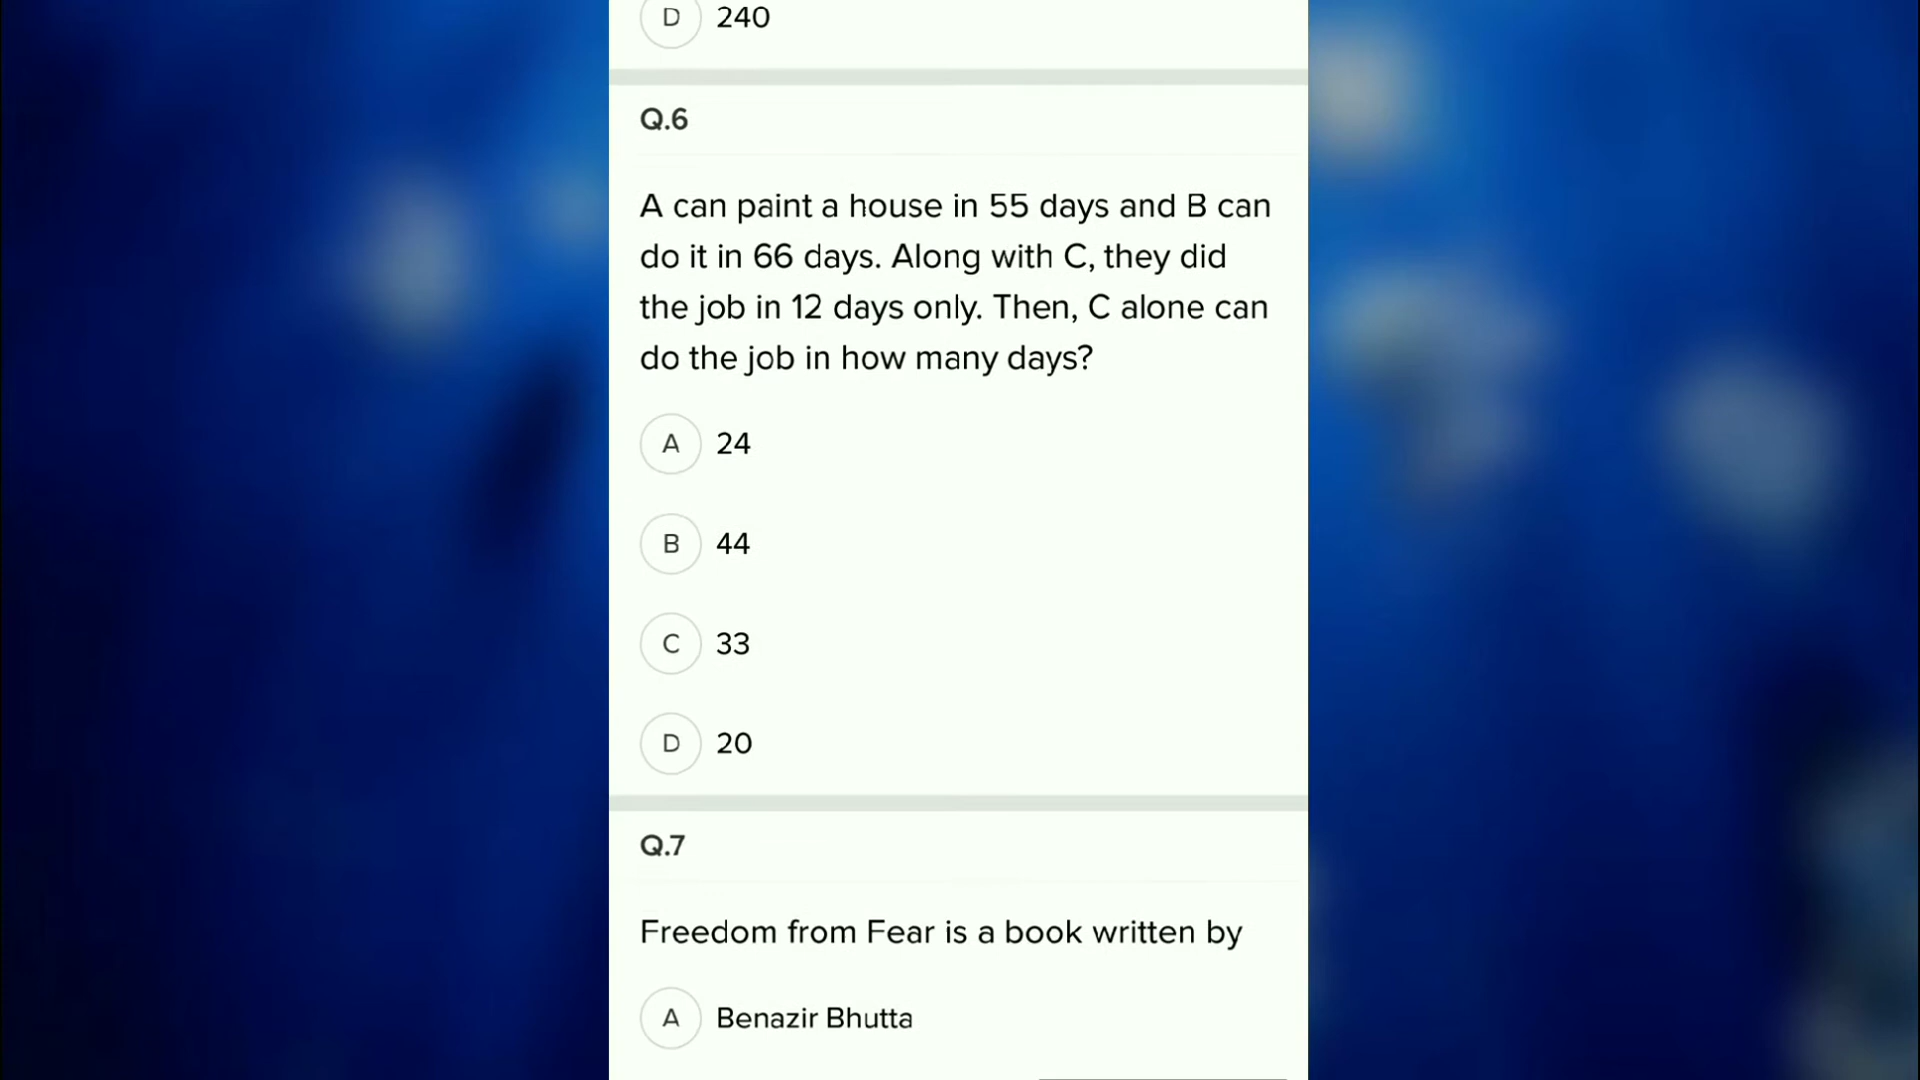 D 240
Q.6
A can paint a house in 55 days and B can
do it in 66 days. Along with C, they did
the job in 12 days only. Then, C alone can
do the job in how many days?
A 24
B 44
C 33
D 20
Q.7
Freedom from Fear is a book written by
A Benazir Bhutta